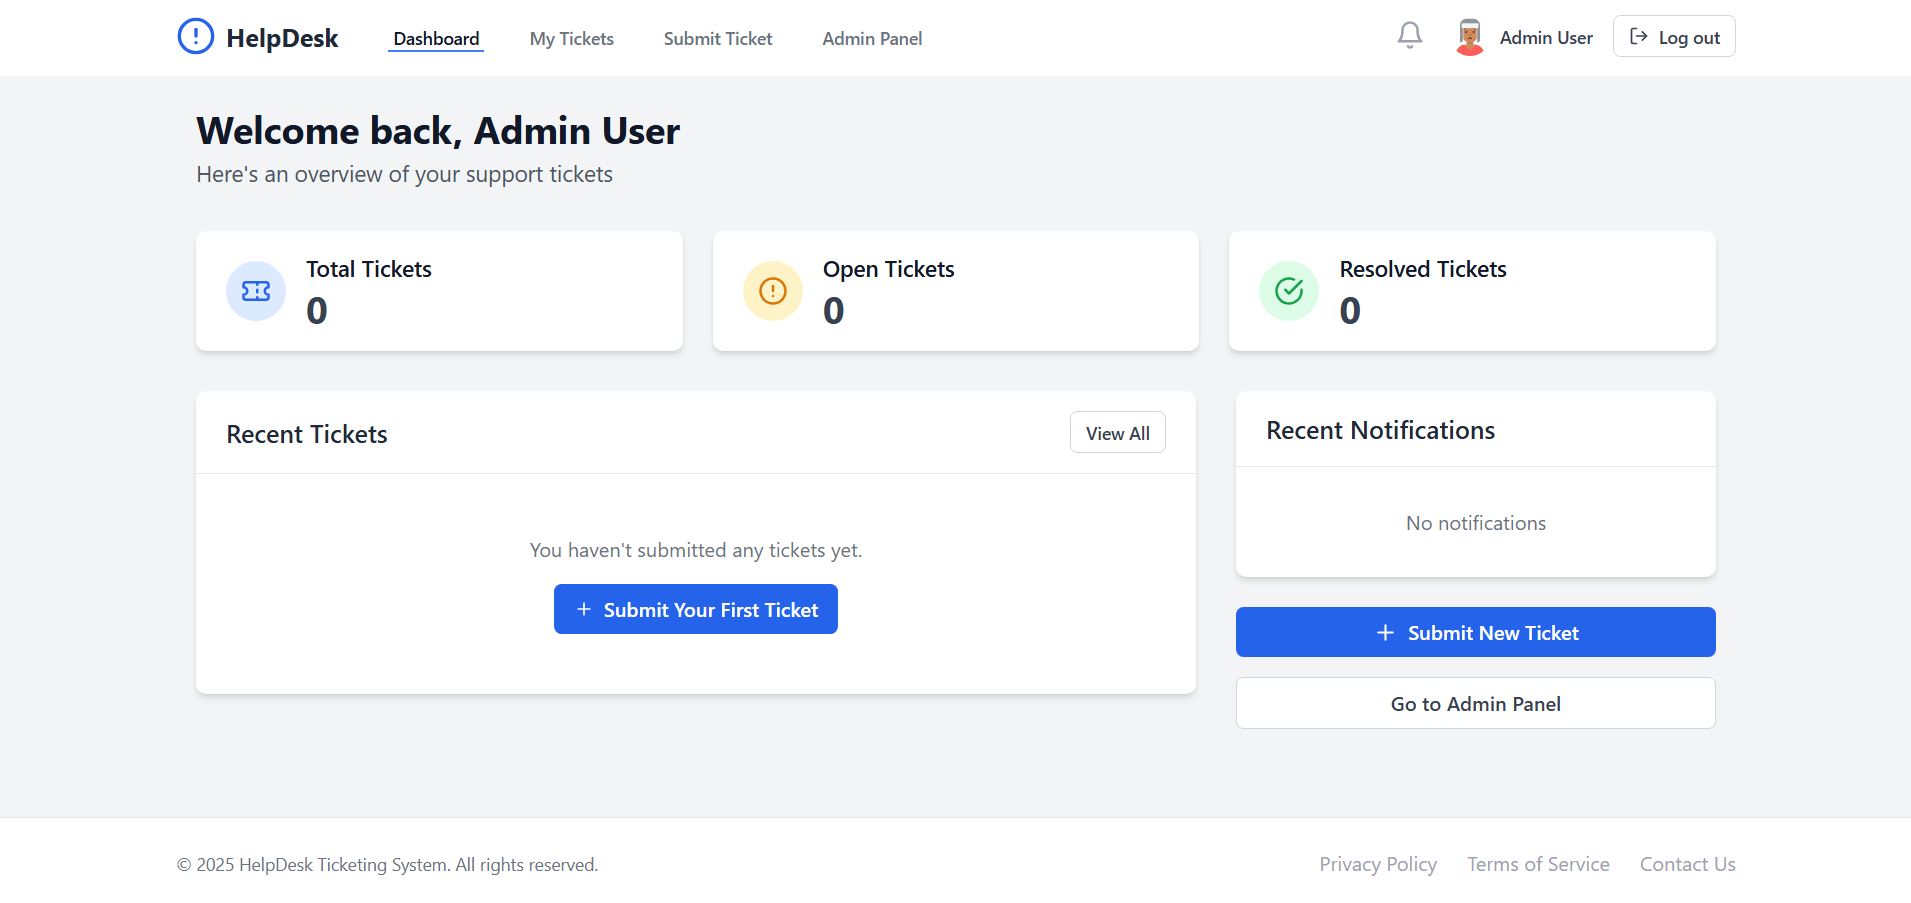 HelpDesk
Dashboard
My Tickets
Submit Ticket
Admin Panel
Admin User
Log out
Welcome back, Admin User
Here's an overview of your support tickets
Total Tickets
0
Open Tickets
0
Resolved Tickets
0
Recent Tickets
View All
You haven't submitted any tickets yet.
Submit Your First Ticket
Recent Notifications
No notifications
Submit New Ticket
Go to Admin Panel
© 2025 HelpDesk Ticketing System. All rights reserved.
Privacy Policy
Terms of Service
Contact Us